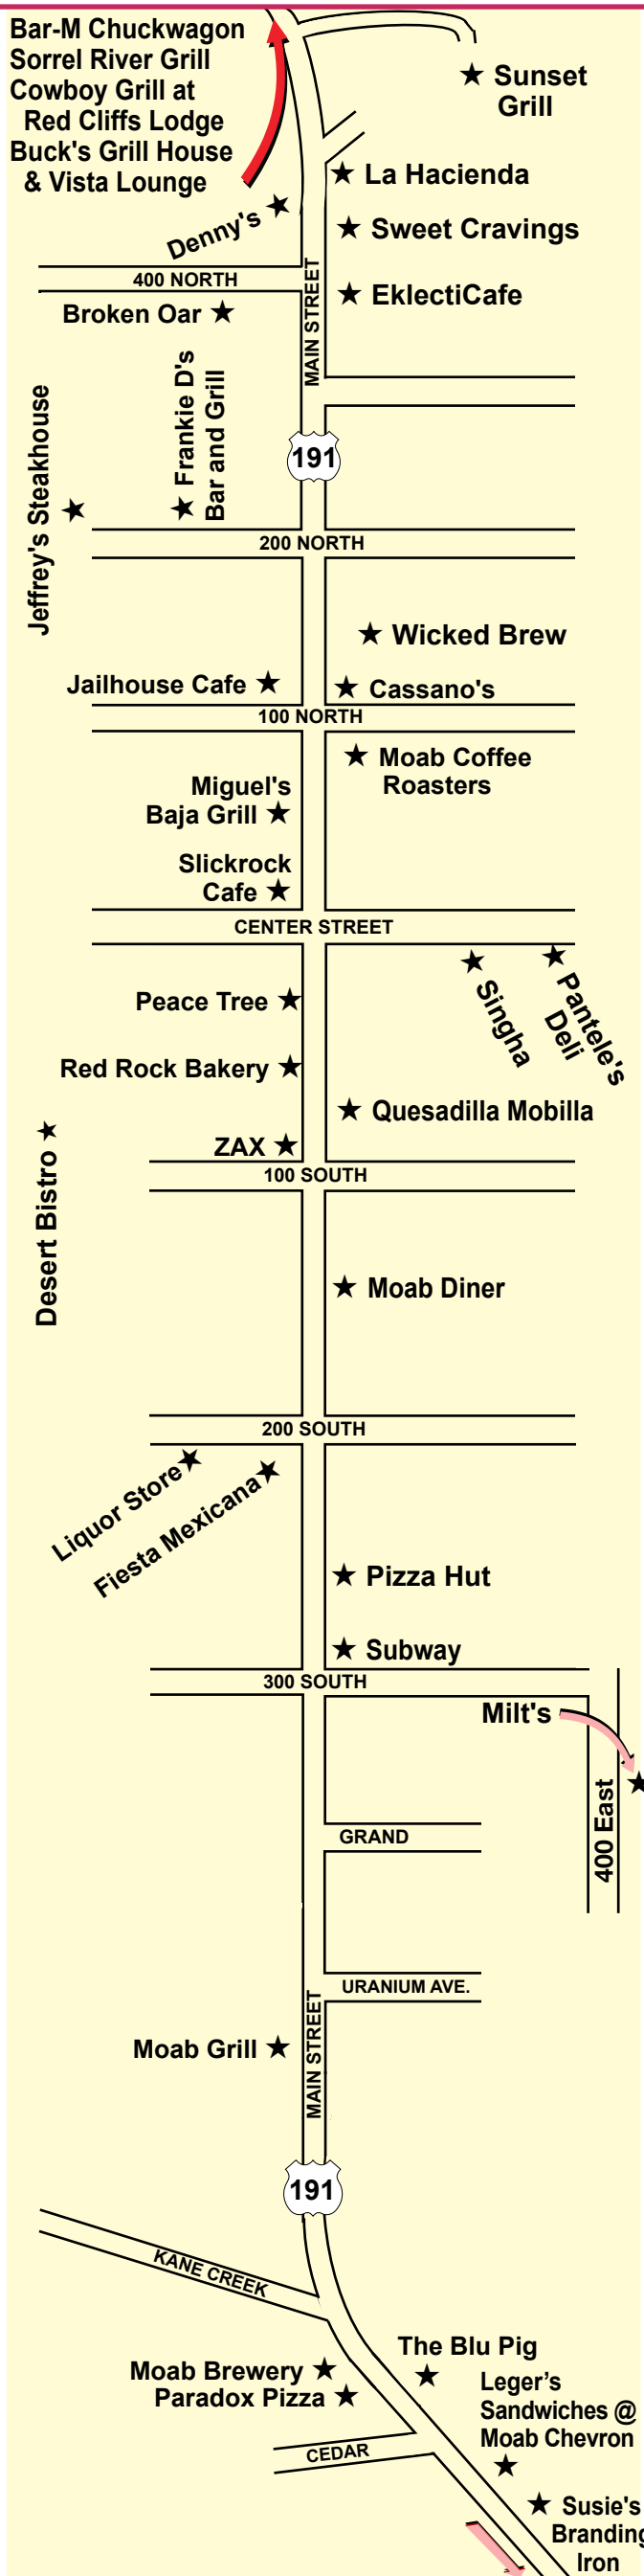 Bar-M Chuckwagon
Sorrel River Grill
Cowboy Grill at
Red Cliffs Lodge
Buck's Grill House
& Vista Lounge
Sunset
Grill
La Hacienda
Denny's
Sweet Cravings
400 NORTH
EklectiCafe
Broken Oar
MAIN STREET
Frankie D's
Bar and Grill
Jeffrey's Steakhouse
191
200 NORTH
Wicked Brew
Jailhouse Cafe
Cassano's
100 NORTH
Moab Coffee
Roasters
Miguel's
Baja Grill
Slickrock
Cafe
CENTER STREET
Peace Tree
Singha
Pantele's
Deli
Red Rock Bakery
Quesadilla Mobilla
ZAX
Desert Bistro
100 SOUTH
Moab Diner
200 SOUTH
Liquor Store
Fiesta Mexicana
Pizza Hut
Subway
300 SOUTH
Milt's
400 East
GRAND
URANIUM AVE.
Moab Grill
MAIN STREET
191
KANE CREEK
The Blu Pig
Moab Brewery
Paradox Pizza
Leger’s
Sandwiches @
Moab Chevron
CEDAR
Susie's
Branding
Iron